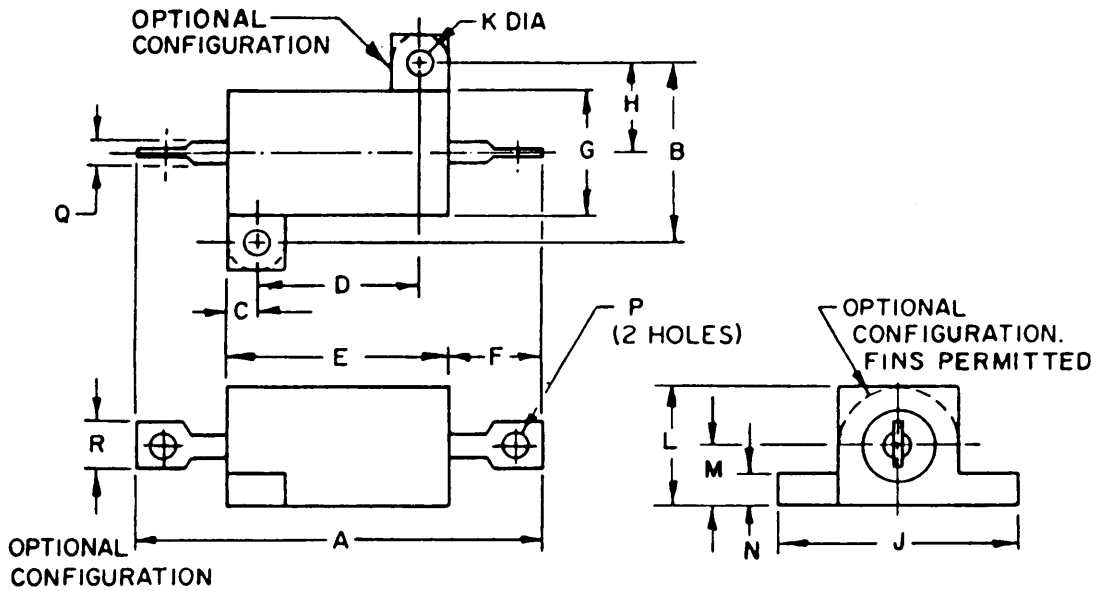 OPTIONAL
CONFIGURATION
K DIA
H
G
B
Q
D
C
P
(2 HOLES)
OPTIONAL
CONFIGURATION.
FINS PERMITTED
E
F
R
L
M
A
N
J
OPTIONAL
CONFIGURATION